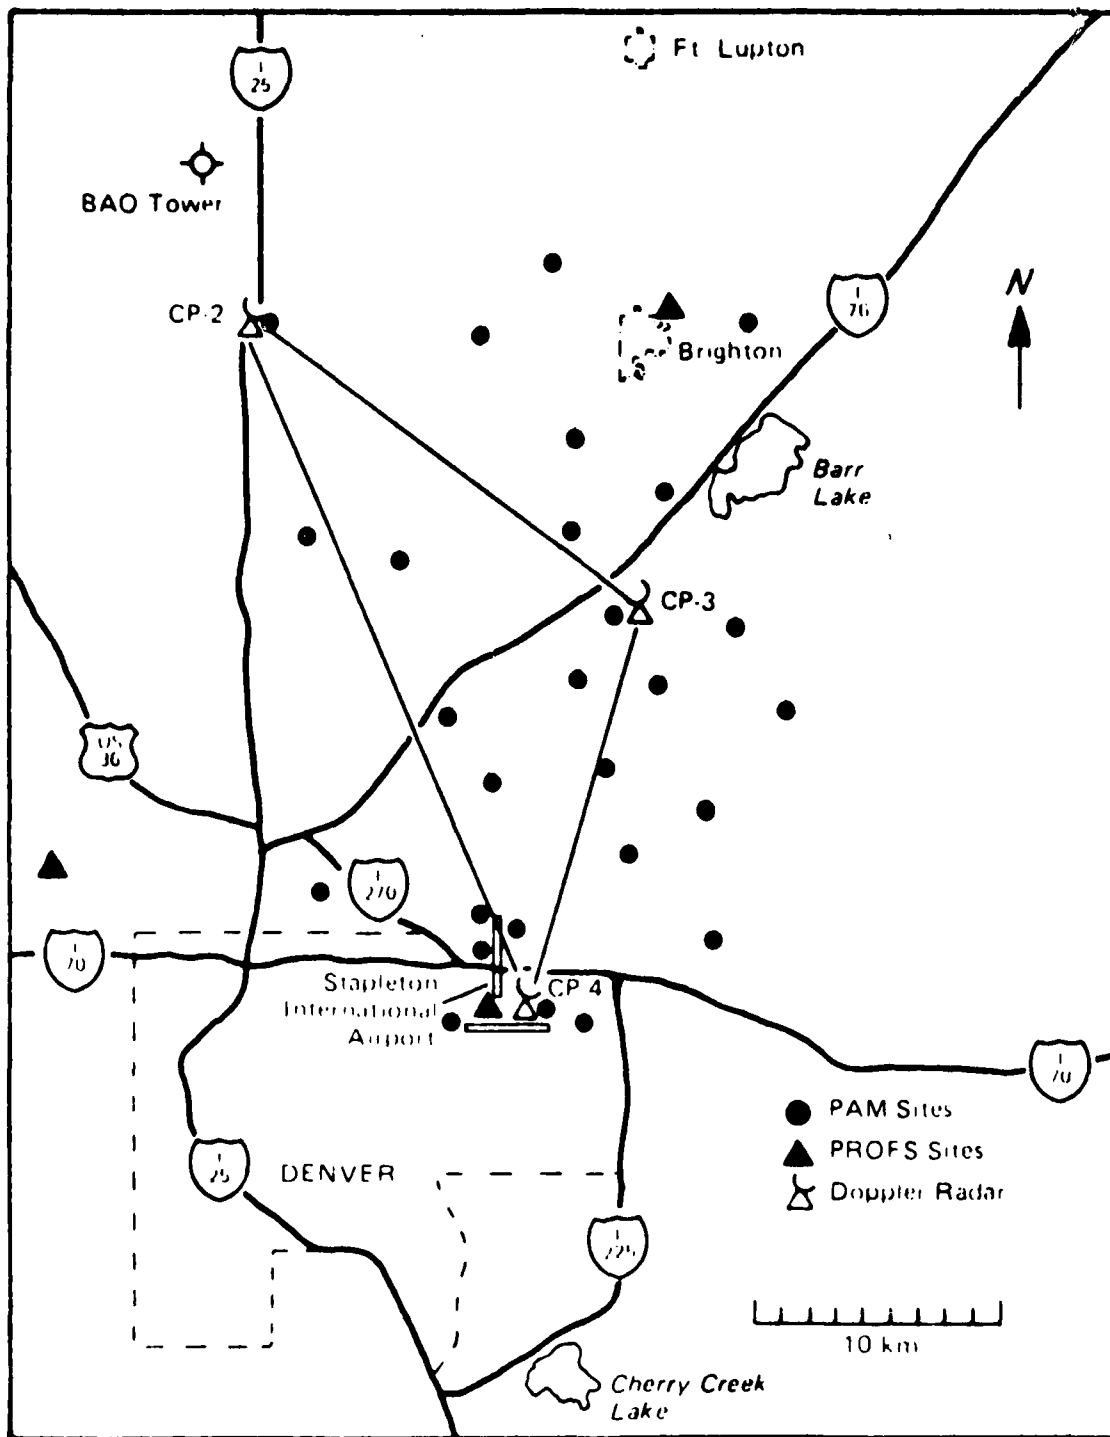 Ft Lupton
I
25
BAO Tower
N
I
76
CP-2
Brighton
Barr
Lake
CP-3
US
36
I
270
I
70
Stapleton
International
Airport
CP 4
I
70
PAM Sites
PROFS Sites
Doppler Radar
I
25
DENVER
I
225
10 km
Cherry Creek
Lake